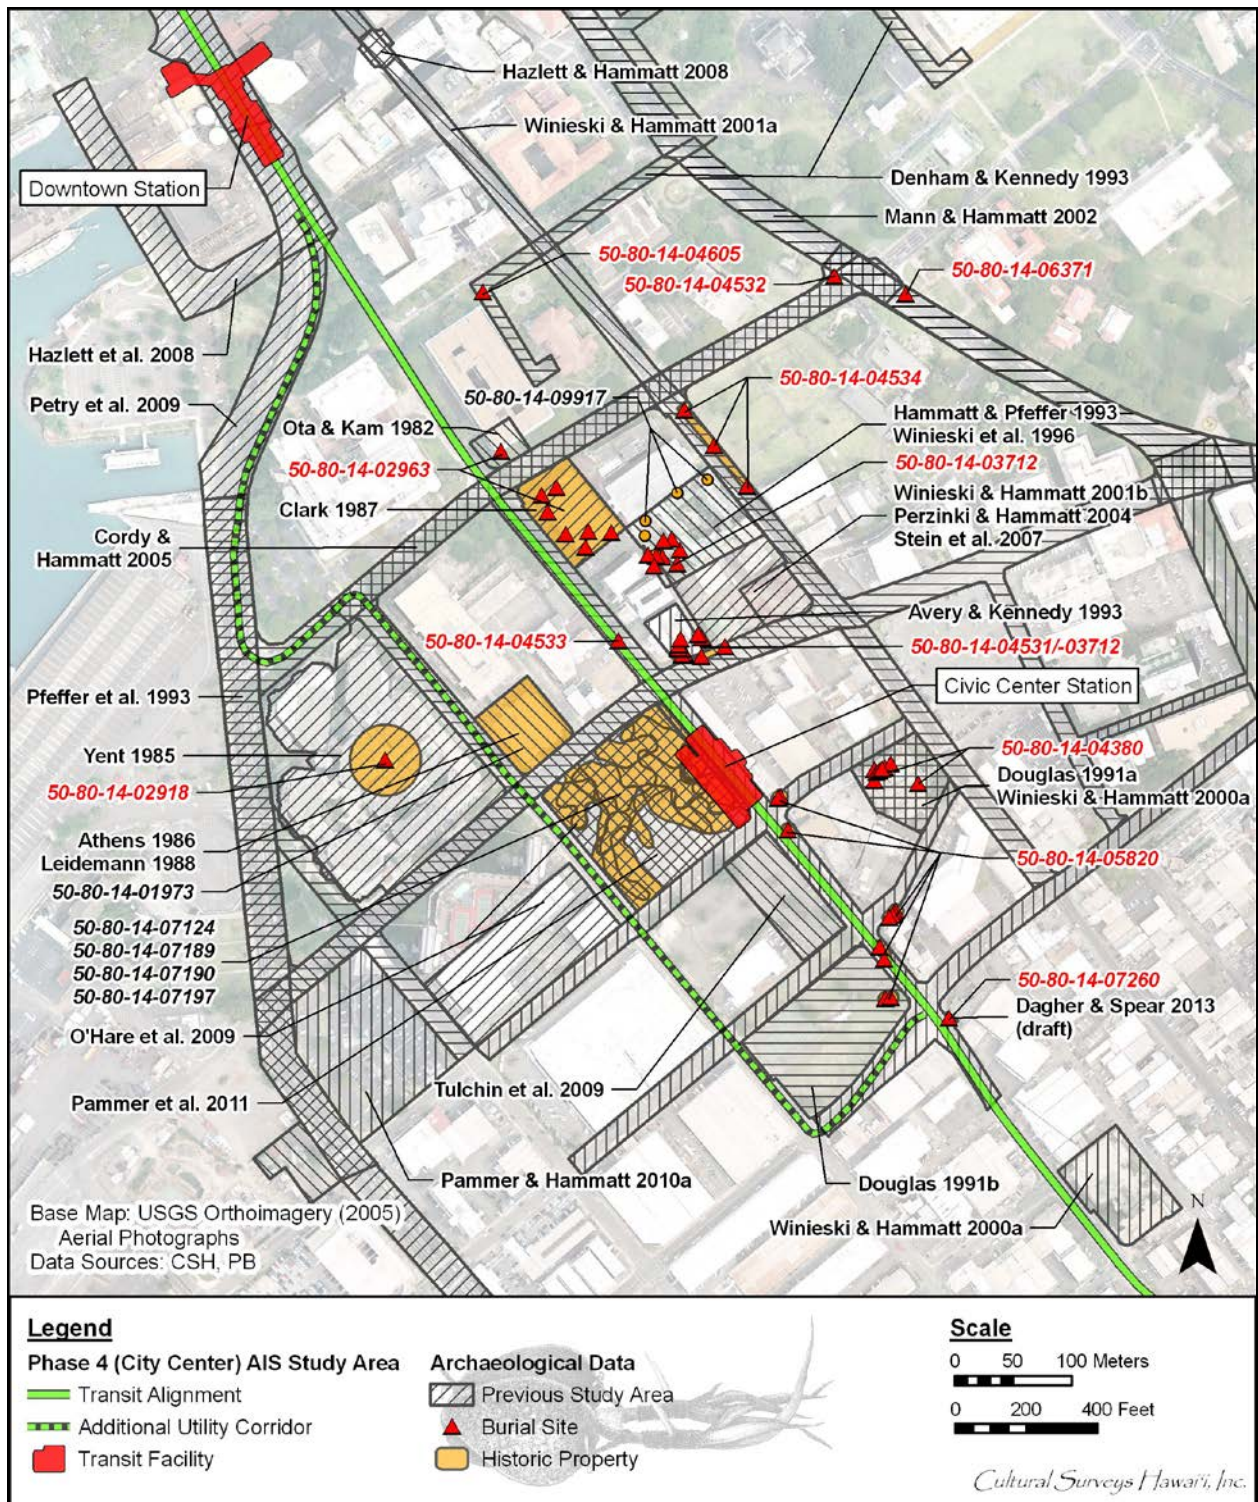 Hazlett & Hammatt 2008
Winieski & Hammatt 2001a
Downtown Station
Denham & Kennedy 1993
Mann & Hammatt 2002
50-80-14-04605
50-80-14-04532
50-80-14-06371
Hazlett et al. 2008
Petry et al. 2009
50-80-14-04534
50-80-14-09917
Ota & Kam 1982
50-80-14-02963
Clark 1987
Hammatt & Pfeffer 1993
Winieski et al. 1996
50-80-14-03712
Winieski & Hammatt 2001b
Perzinki & Hammatt 2004
Stein et al. 2007
Cordy &
Hammatt 2005
Avery & Kennedy 1993
50-80-14-04533
50-80-14-04531/-03712
Civic Center Station
Pfeffer et al. 1993
Yent 1985
50-80-14-02918
50-80-14-04380
Douglas 1991a
Winieski & Hammatt 2000a
Athens 1986
Leidemann 1988
50-80-14-01973
50-80-14-05820
50-80-14-07124
50-80-14-07189
50-80-14-07190
50-80-14-07197
50-80-14-07260
Dagher & Spear 2013
(draft)
O'Hare et al. 2009
Tulchin et al. 2009
Pammer et al. 2011
Pammer & Hammatt 2010a
Douglas 1991b
Winieski & Hammatt 2000a
N
Base Map: USGS Orthoimagery (2005)
Aerial Photographs
Data Sources: CSH, PB
Legend
Phase 4 (City Center) AIS Study Area
Transit Alignment
Additional Utility Corridor
Transit Facility
Archaeological Data
Previous Study Area
Burial Site
Historic Property
Scale
0 50 100 Meters
0 200 400 Feet
Cultural Surveys Hawai'i, Inc.